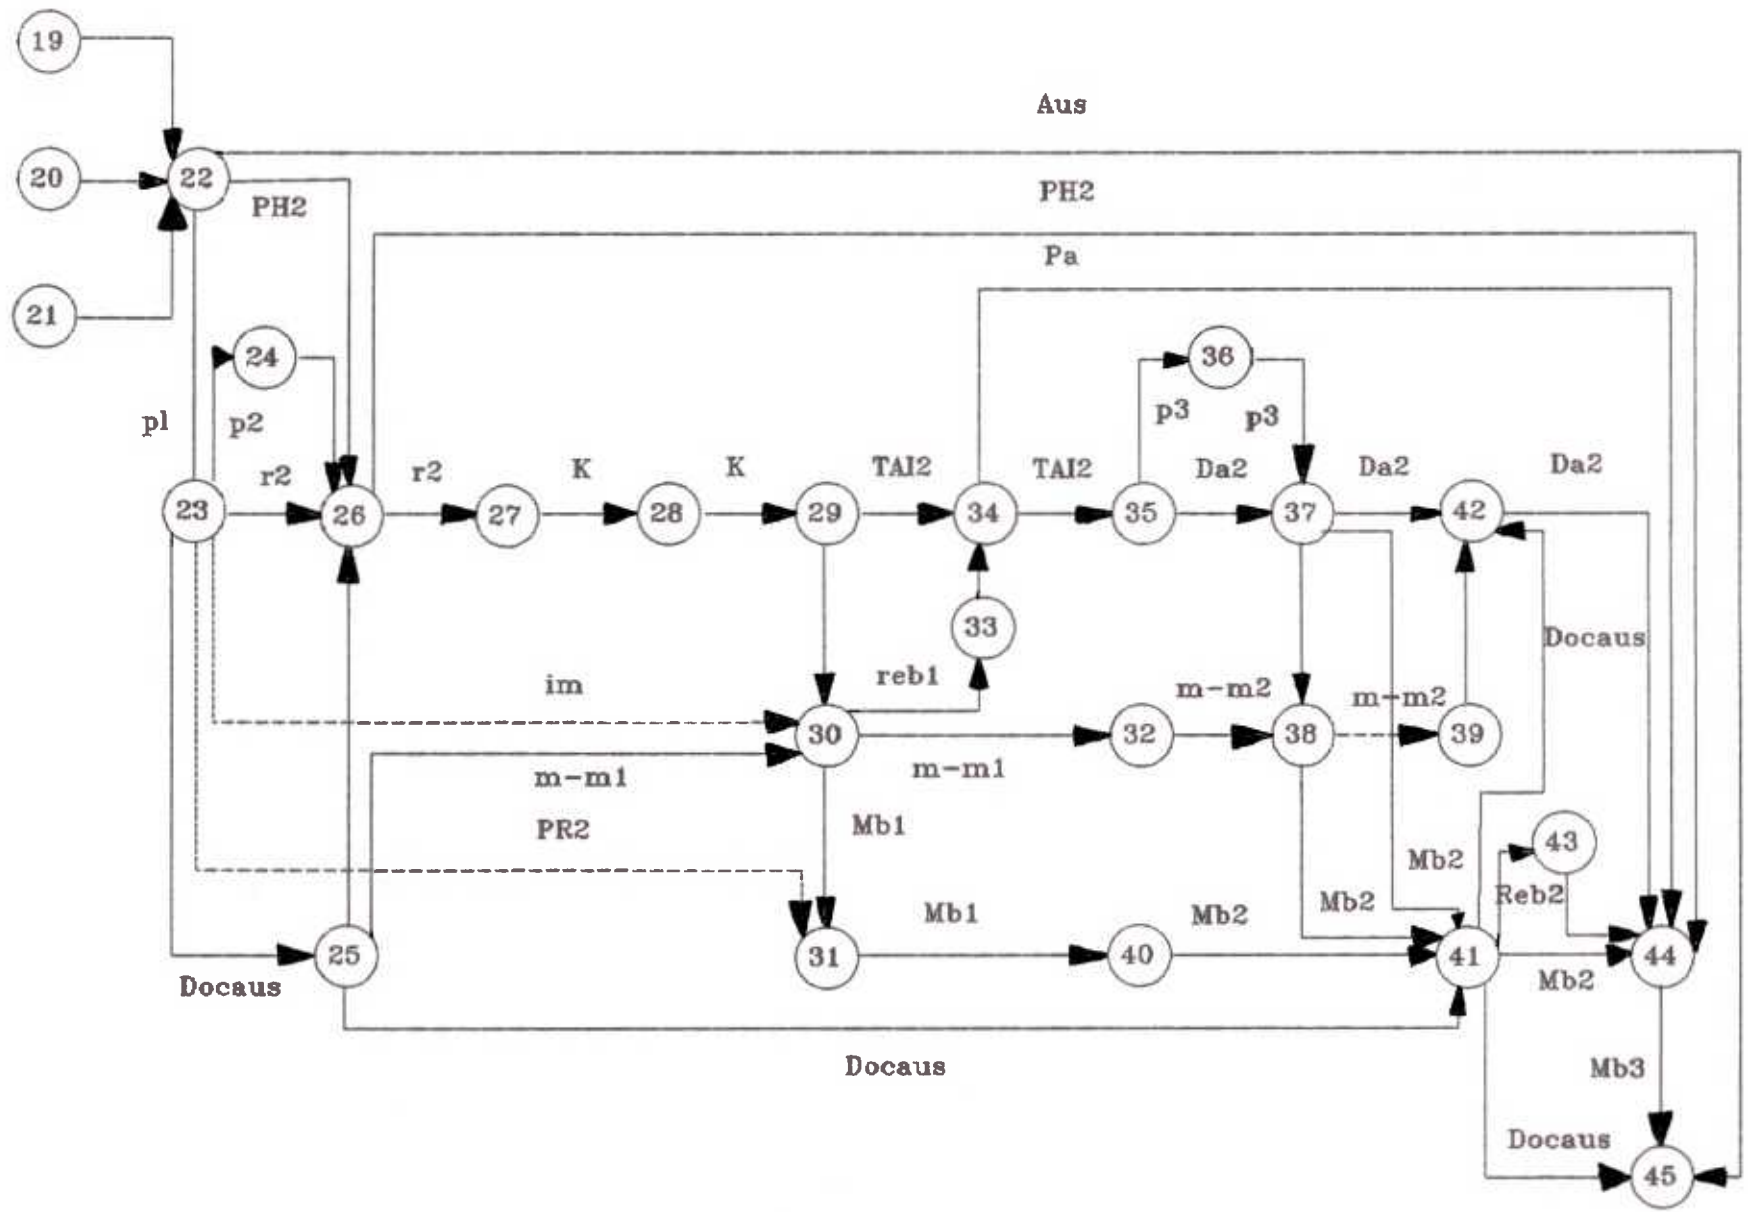 19
Aus
20
22
PH2
PH2
Pa
21
24
36
pl
p2
p3
p3
r2
r2
K
K
TAI2
TAI2
Da2
Da2
Da2
23
26
27
28
29
34
35
37
42
33
Docaus
im
reb1
m-m2
m-m2
30
32
38
39
m-m1
m-m1
PR2
Mb1
43
Mb2
Reb2
Mb1
Mb2
Mb2
25
31
40
41
44
Docaus
Mb2
Docaus
Mb3
Docaus
45